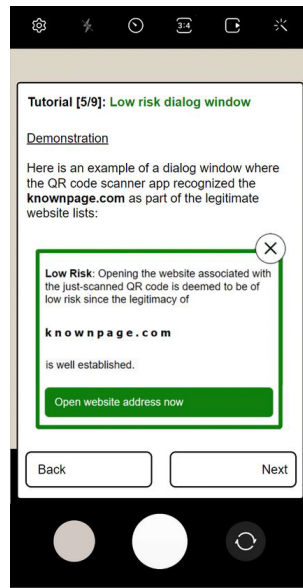 3:4
Tutorial [5/9]: Low risk dialog window
Demonstration
Here is an example of a dialog window where
the QR code scanner app recognized the
knownpage.com as part of the legitimate
website lists:
Low Risk: Opening the website associated with
the just-scanned QR code is deemed to be of
low risk since the legitimacy of
knownpage.com
is well established.
Open website address now
Back
Next